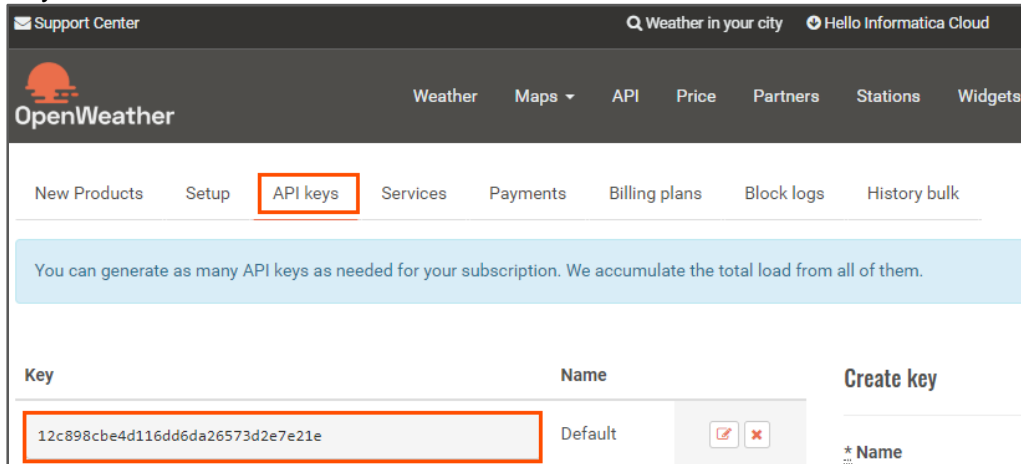 Support Center
Weather in your city
Hello Informatica Cloud
OpenWeather
Weather
Maps
API
Price
Partners
Stations
Widgets
New Products
Setup
API keys
Services
Payments
Billing plans
Block logs
History bulk
You can generate as many API keys as needed for your subscription. We accumulate the total load from all of them.
Key
Name
Create key
12c898cbe4d116dd6da26573d2e7e21e
Default
* Name